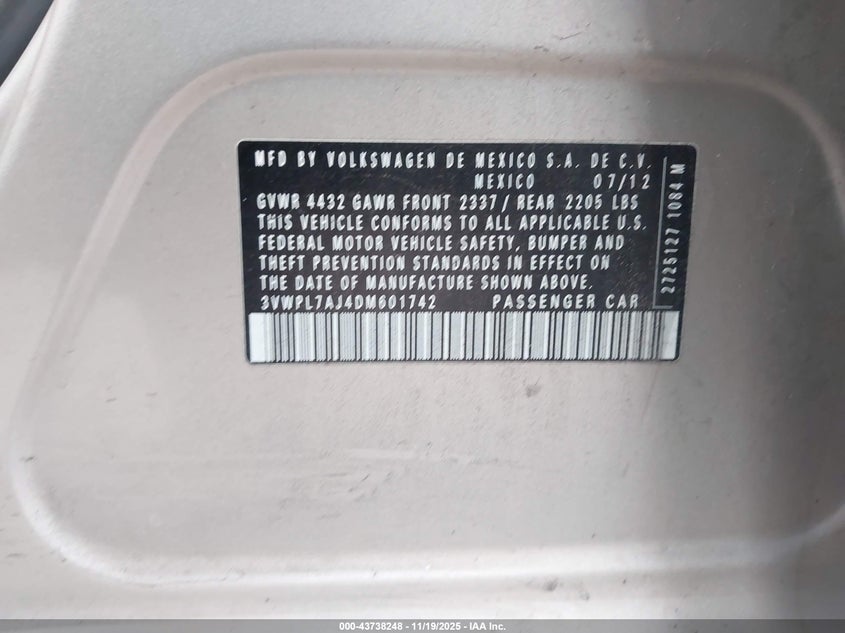 MFD BY VOLKSWAGEN DE MEXICO S.A. DE C.V.
MEXICO 07/12
GVWR 4432 GAWR FRONT 2337/ REAR 2205 LBS
THIS VEHICLE CONFORMS TO ALL APPLICABLE U.S.
FEDERAL MOTOR VEHICLE SAFETY, BUMPER AND
THEFT PREVENTION STANDARDS IN EFFECT ON
THE DATE OF MANUFACTURE SHOWN ABOVE.
3VWPL7AJ4DM601742 PASSENGER CAR
2725127 1084 M
000-43738248 - 11/19/2025 - IAA Inc.